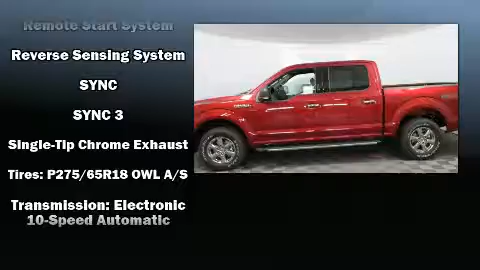 Remote Start System
Reverse Sensing System
SYNC
SYNC 3
Single-Tip Chrome Exhaust
Tires: P275/65R18 OWL A/S
Transmission: Electronic
10-Speed Automatic